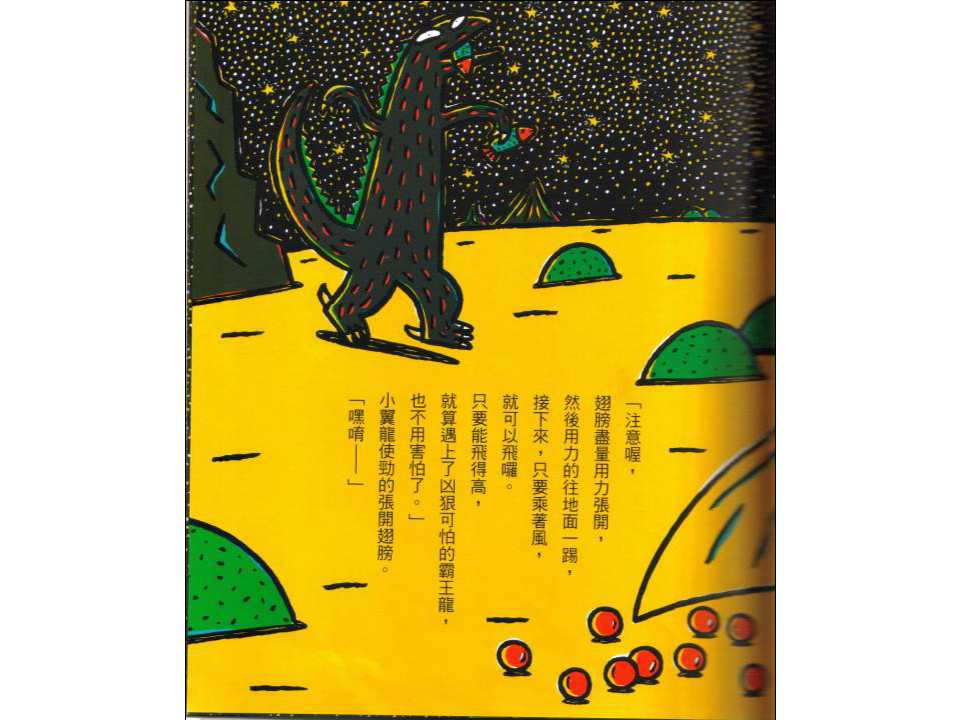 「注意喔，
翅膀盡量用力張開，
然後用力的往地面一踢，
接下來，只要乘著風，
就可以飛囉。
只要能飛得高，
就算遇上了凶狠可怕的霸王龍，
也不用害怕了。」
小翼龍使勁的張開翅膀。
「嘿唷——」